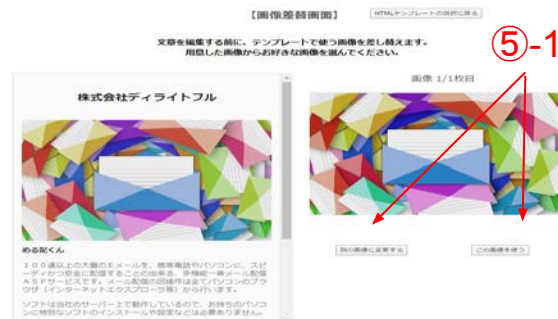 【画像差替画面】
HTMLテンプレートの選択に戻る
文章を編集する前に、テンプレートで使う画像を差し替えます。
用意した画像からお好きな画像を選んでください。
⑤-1
画像 1/1枚目
株式会社ディライトフル
める配くん
１００通以上の大量のＥメールを、携帯電話やパソコンに、スピ
ーディかつ安全に配信することの出来る、多機能一斉メール配信
ＡＳＰサービスです。メール配信の操作は全てパソコンのブラ
ウザ（インターネットエクスプローラ等）から行います。
ソフトは当社のサーバー上で動作しているので、お持ちのパソコ
ンに特別なソフトのインストールや設定などは必要ありません。
別の画像に変更する
この画像を使う